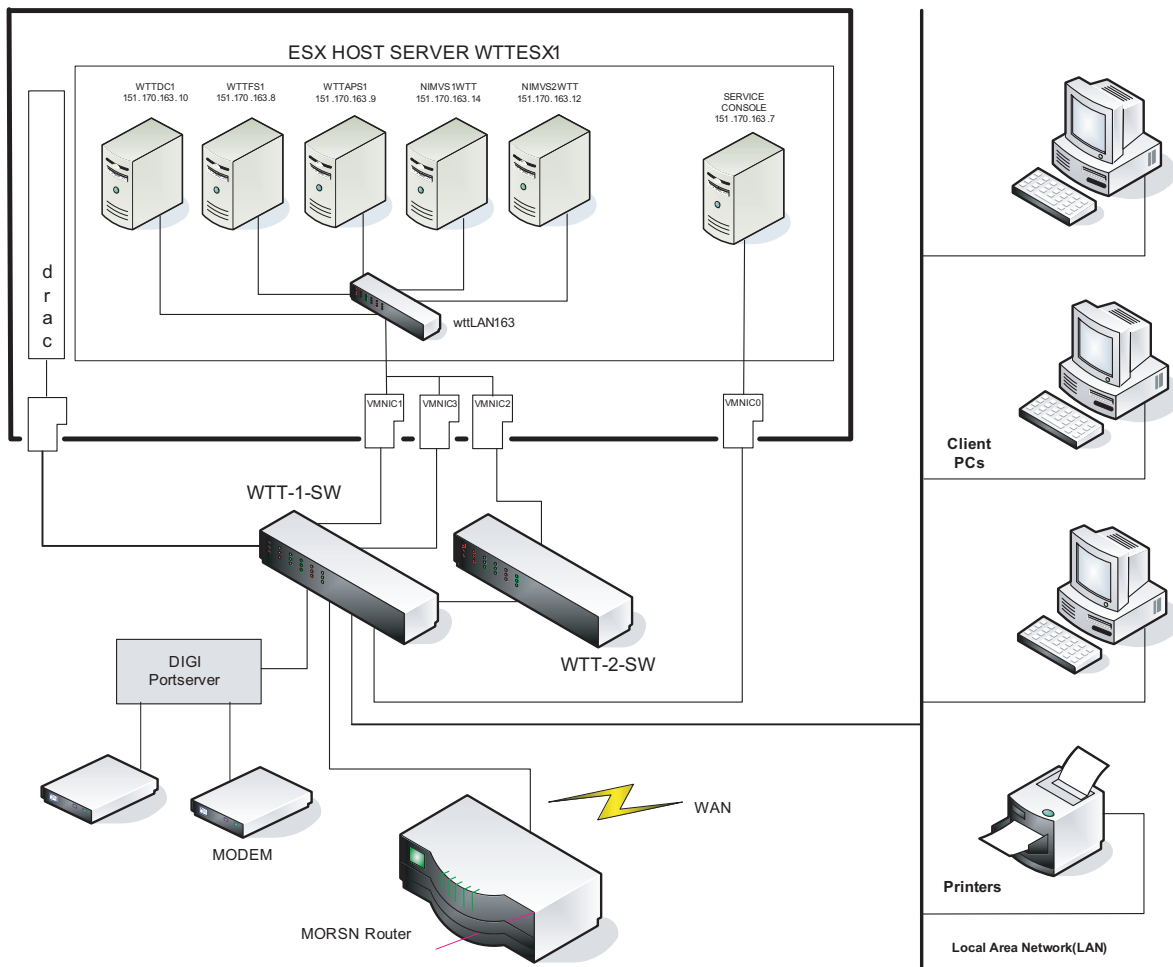 ESX HOST SERVER WTTESX1
WTTDC1
151.170.163.10
WTTFS1
151.170.163.8
WTTAPS1
151.170.163.9
NIMVS1WTT
151.170.163.14
NIMVS2WTT
151.170.163.12
SERVICE
CONSOLE
151.170.163.7
d
r
a
c
wttLAN163
VMNIC1
VMNIC3
VMNIC2
VMNIC0
Client
PCs
WTT-1-SW
WTT-2-SW
DIGI
Portserver
MODEM
WAN
MORSN Router
Printers
Local Area Network(LAN)